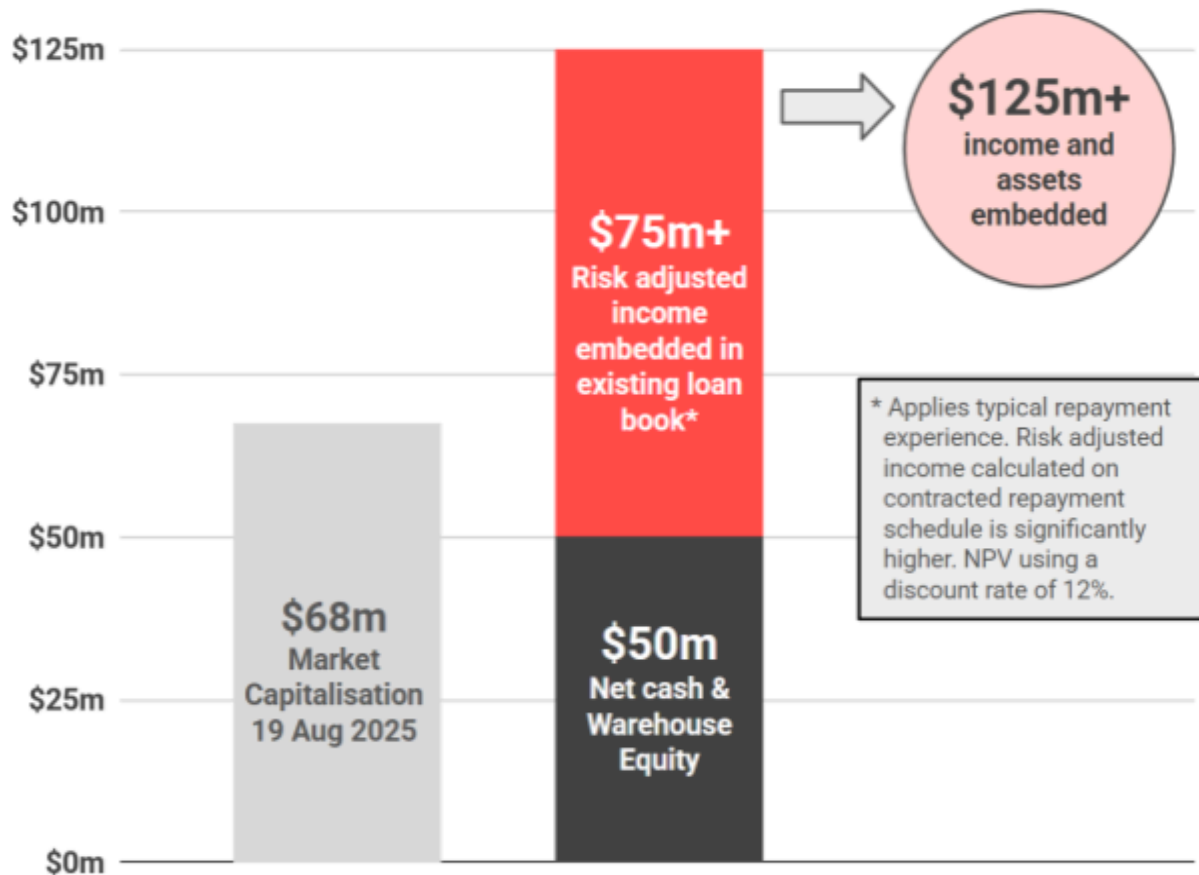 $125m
$100m
$75m
$50m
$25m
$0m
$68m
Market
Capitalisation
19 Aug 2025
$75m+
Risk adjusted
income
embedded in
existing loan
book*
$50m
Net cash &
Warehouse
Equity
$125m+
income and
assets
embedded
* Applies typical repayment
experience. Risk adjusted
income calculated on
contracted repayment
schedule is significantly
higher. NPV using a
discount rate of 12%.